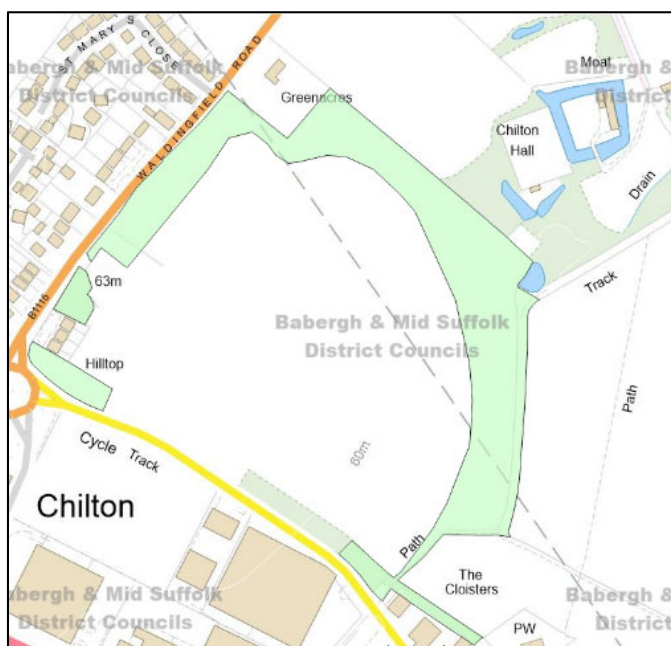 ST MARY S CLOSE
WALDINGFIELD ROAD
Babergh & Mid Suffolk
District Councils
Greenacres
Moat
Babergh &
District
Chilton
Hall
Drain
Track
63m
B1115
Babergh & Mid Suffolk
District Councils
Hilltop
Path
Cycle Track
60m
Chilton
Path
The
Cloisters
bergh & Mid Suffolk
District Councils
Babergh &
District
PW